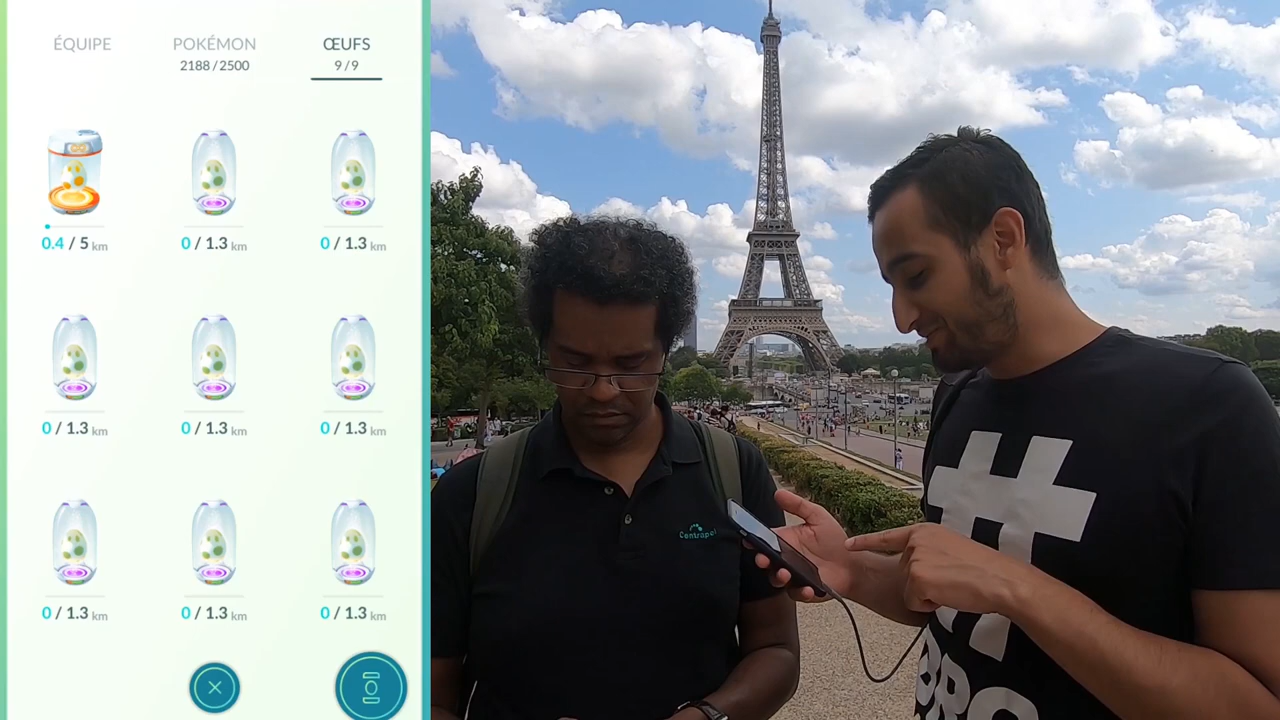 ÉQUIPE
POKÉMON
ŒUFS
2188 / 2500
9 / 9
0.4 / 5 km
0 / 1.3 km
0 / 1.3 km
0 / 1.3 km
0 / 1.3 km
0 / 1.3 km
0 / 1.3 km
0 / 1.3 km
0 / 1.3 km
Centrapel
#
BRO